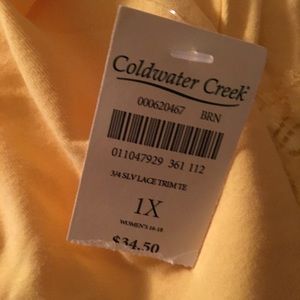 Coldwater Creek
000620467 BRN
011047929 361 112
3/4 SLV LACE TRIM TE
1X
WOMEN'S 16-18
$34.50